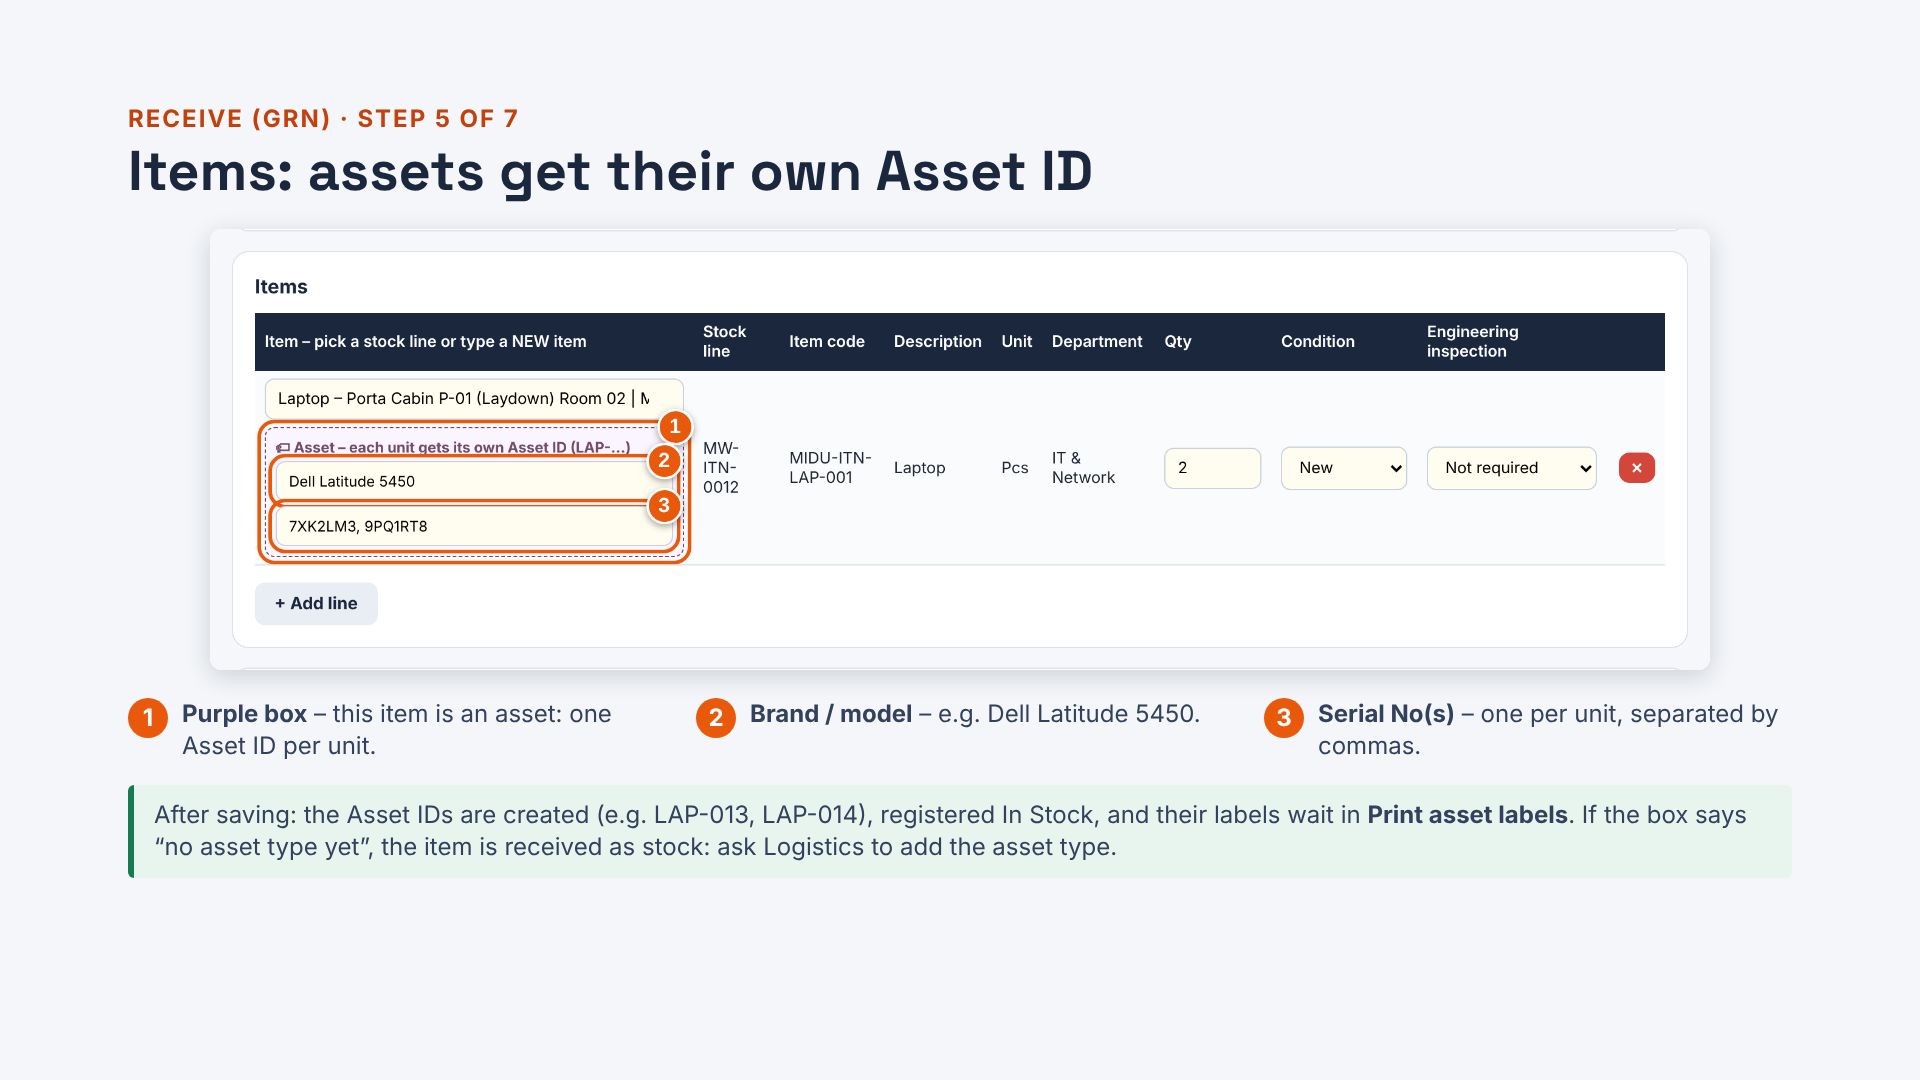 RECEIVE (GRN) · STEP 5 OF 7
Items: assets get their own Asset ID
Items
Item – pick a stock line or type a NEW item
Stock
line
Item code
Description
Unit
Department
Qty
Condition
Engineering
inspection
Laptop – Porta Cabin P-01 (Laydown) Room 02 |
1
Asset – each unit gets its own Asset ID (LAP-…)
2
Dell Latitude 5450
3
7XK2LM3, 9PQ1RT8
MW-
ITN-
0012
MIDU-ITN-
LAP-001
Laptop
Pcs
IT &
Network
2
New
Not required
×
+ Add line
1 Purple box – this item is an asset: one
Asset ID per unit.
2 Brand / model – e.g. Dell Latitude 5450.
3 Serial No(s) – one per unit, separated by
commas.
After saving: the Asset IDs are created (e.g. LAP-013, LAP-014), registered In Stock, and their labels wait in Print asset labels. If the box says
“no asset type yet”, the item is received as stock: ask Logistics to add the asset type.